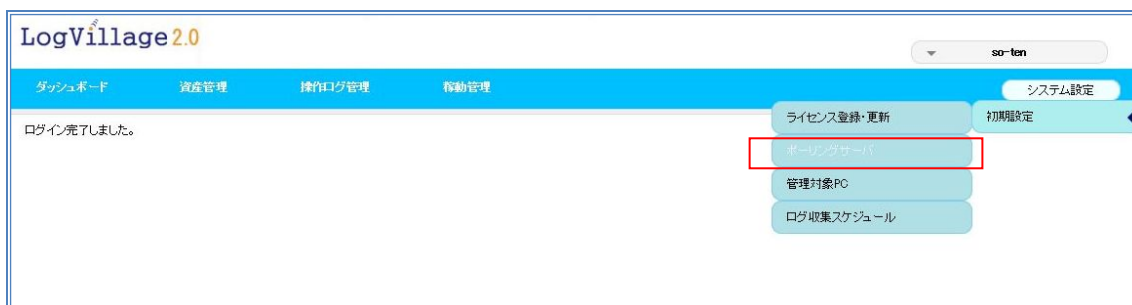 LogVillage 2.0
so-ten
ダッシュボード 資産管理 操作ログ管理 稼動管理
システム設定
ログイン完了しました。
ライセンス登録・更新
初期設定
ポーリングサーバ
管理対象PC
ログ収集スケジュール